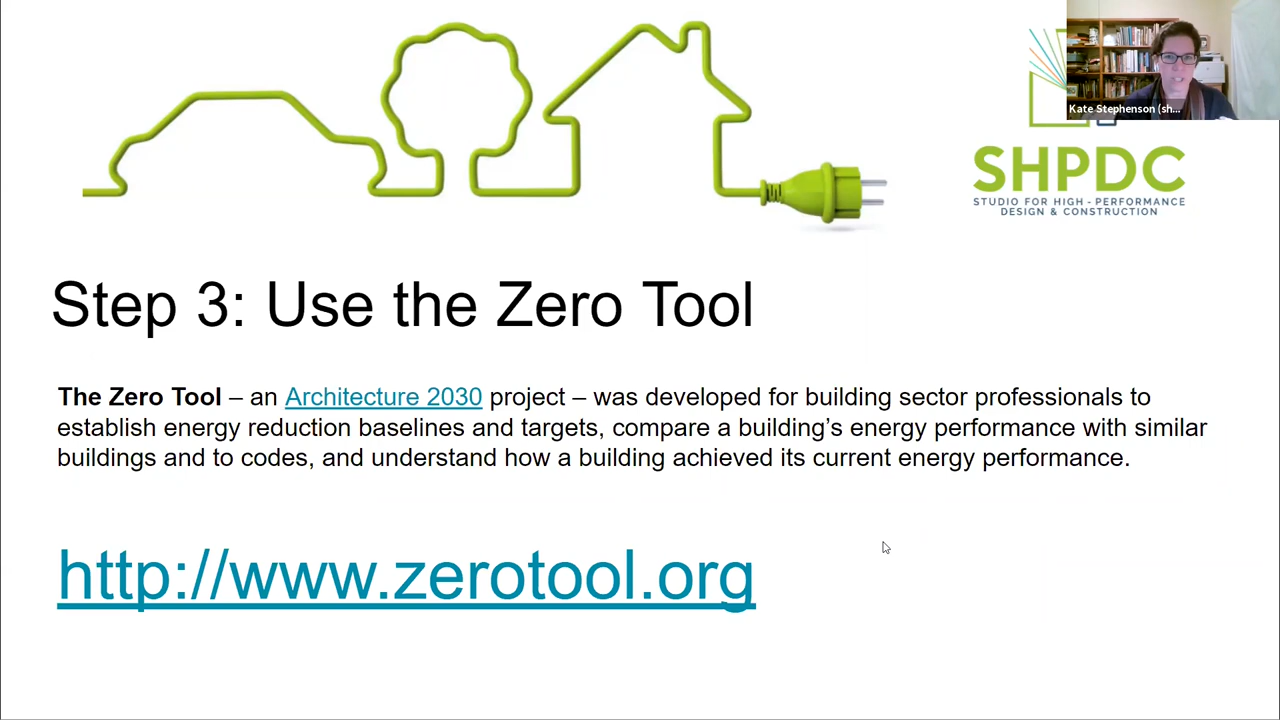 Kate Stephenson (sh...
SHPDC
STUDIO FOR HIGH - PERFORMANCE
DESIGN & CONSTRUCTION
Step 3: Use the Zero Tool
The Zero Tool – an Architecture 2030 project – was developed for building sector professionals to
establish energy reduction baselines and targets, compare a building’s energy performance with similar
buildings and to codes, and understand how a building achieved its current energy performance.
http://www.zerotool.org